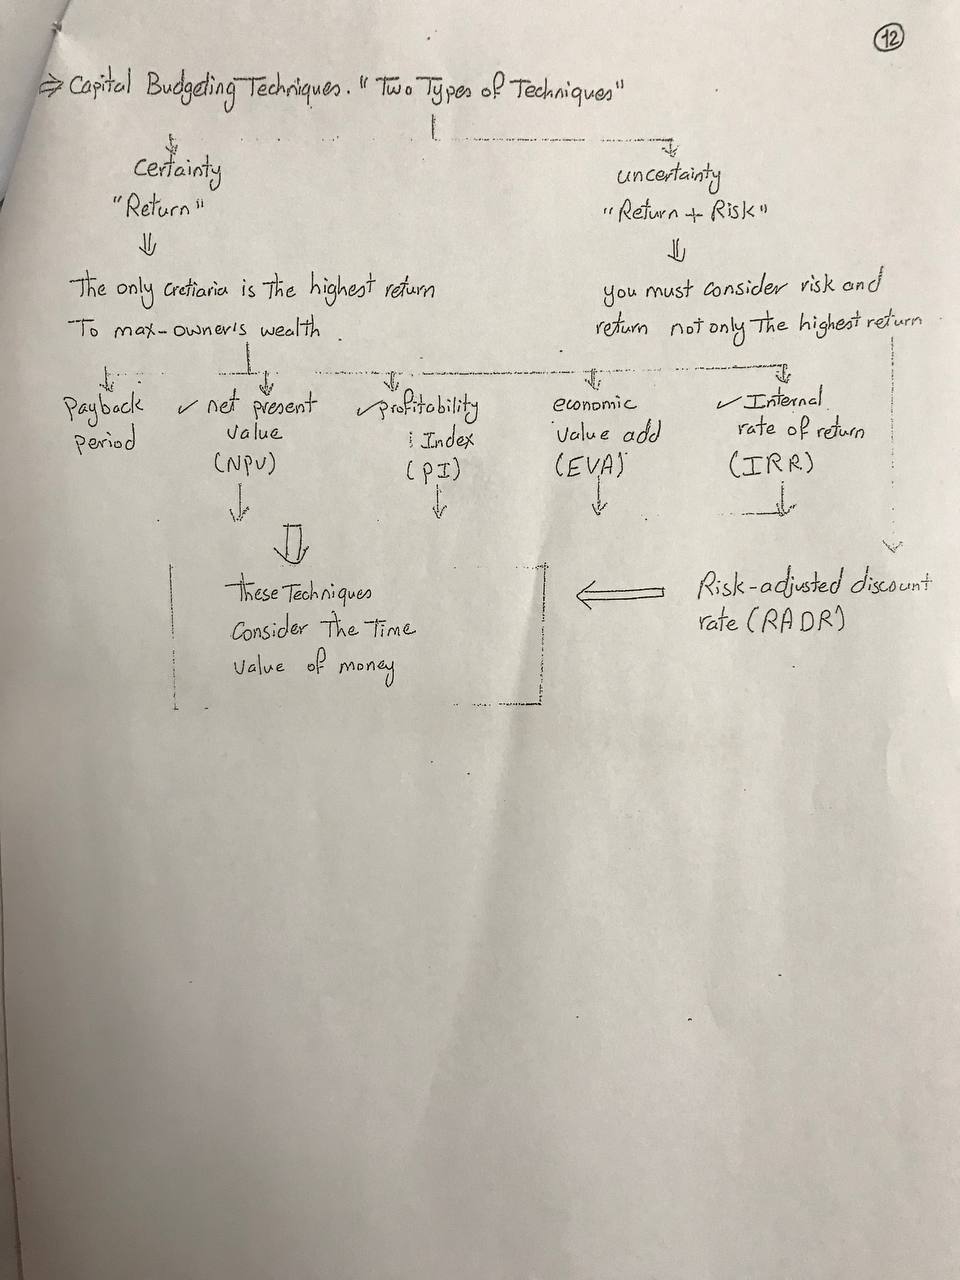 12
⇒ Capital Budgeting Techniques. "Two Types of Techniques"
Certainty
"Return"
The only cretiaria is The highest return
To max-owner's wealth
uncertainty
"Return + Risk"
you must consider risk and
return not only The highest return
Payback
Period
✓ net present
value
(NPV)
✓ profitability
Index
(PI)
economic
value add
(EVA)
✓ Internal
rate of return
(IRR)
These Techniques
Consider The Time
value of money
Risk-adjusted discount
rate (RADR)